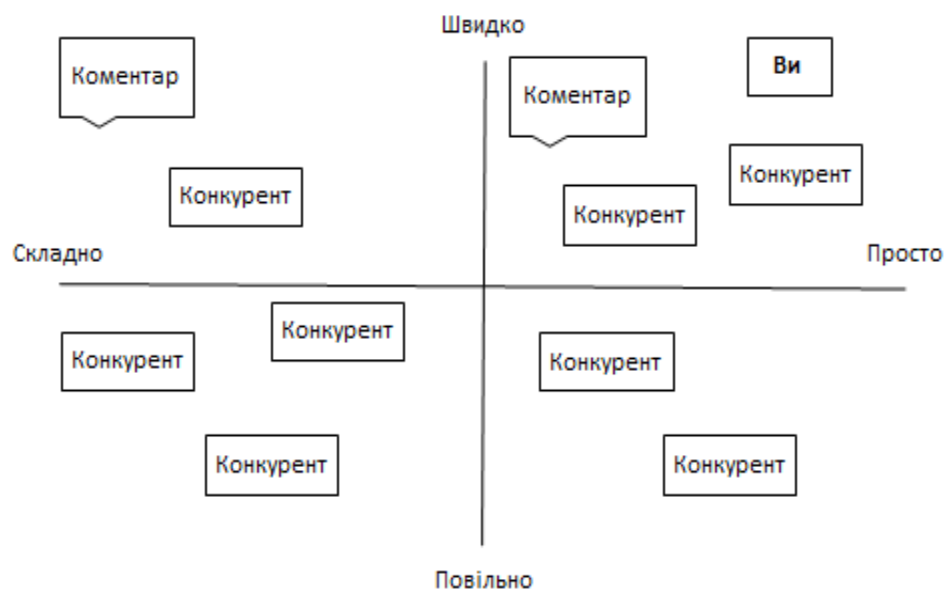 Швидко
Коментар
Коментар
Ви
Конкурент
Конкурент
Конкурент
Складно
Просто
Конкурент
Конкурент
Конкурент
Конкурент
Конкурент
Повільно